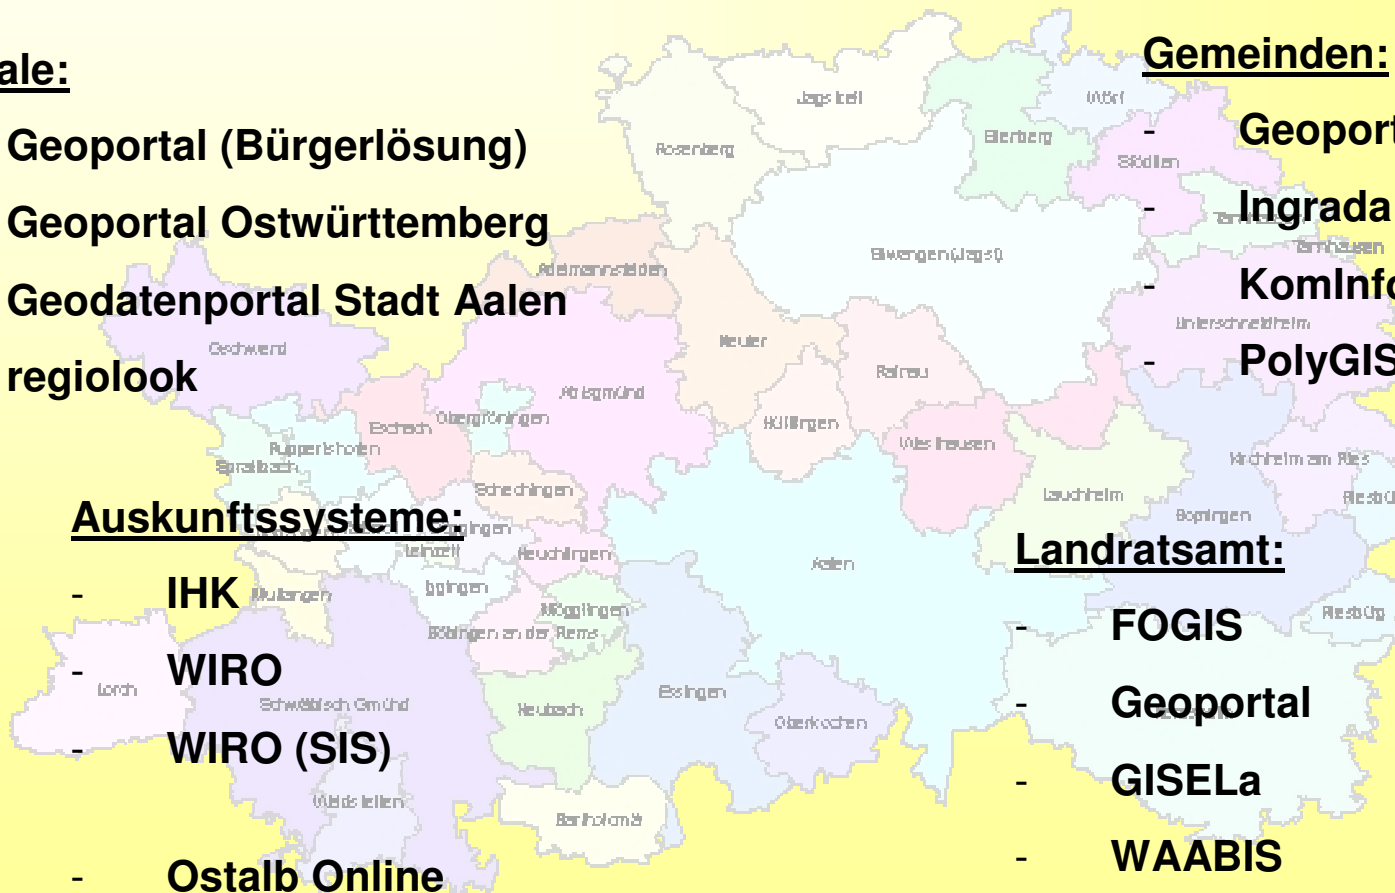 ale:
Geoportal (Bürgerlösung)
Geoportal Ostwürttemberg
Geodatenportal Stadt Aalen
regiolook
Gemeinden:
- Geoport
- Ingrada
- KomInfo
- PolyGIS
Auskunftssysteme:
- IHK
- WIRO
- WIRO (SIS)
- Ostalb Online
Landratsamt:
- FOGIS
- Geoportal
- GISELa
- WAABIS
Jagstzell
Wört
Rosenberg
Ellenberg
Stödtlen
Tannhausen
Ellwangen (Jagst)
Adelmannsfelden
Unterschneidheim
Gschwend
Neuler
Rainau
Abtsgmünd
Obergröningen
Eschach
Hüttlingen
Westhausen
Ruppertshofen
Spraitbach
Kirchheim am Ries
Schechingen
Lauchheim
Bopfingen
Leinzell
Heuchlingen
Aalen
Iggingen
Mutlangen
Mögglingen
Riesbürg
Böbingen an der Rems
Lorch
Schwäbisch Gmünd
Essingen
Heubach
Oberkochen
Waldstetten
Bartholomä